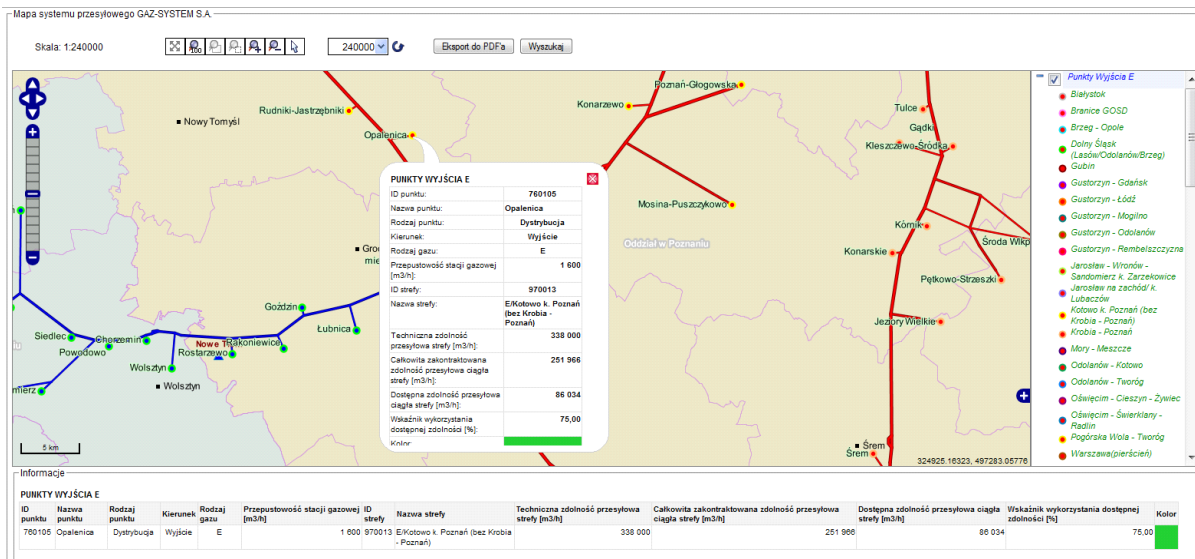 Mapa systemu przesyłowego GAZ-SYSTEM S.A.
Skala: 1:240000
100
240000
Eksport do PDF'a
Wyszukaj
Poznań-Głogowska
Konarzewo
Rudniki-Jastrzębniki
Tulce
Nowy Tomyśl
Gądki
Opalenica
Kleszczewo-Śródka
Mosina-Puszczykowo
Kórnik
Oddział w Poznaniu
Środa Wlkp
Konarskie
Pętkowo-Strzeszki
Goździn
Łubnica
Jeziory Wielkie
Siedlec
Chorzemin
Nowe T
Rakoniewice
Powodowo
Rostarzewo
Wolsztyn
Wolsztyn
mierz
Śrem
Śrem
5 km
324925.16323, 497283.05776
PUNKTY WYJŚCIA E
ID punktu: 760105
Nazwa punktu: Opalenica
Rodzaj punktu: Dystrybucja
Kierunek: Wyjście
Rodzaj gazu: E
Przepustowość stacji gazowej 1 600
[m3/h]:
ID strefy: 970013
Nazwa strefy: E/Kotowo k. Poznań
(bez Krobia -
Poznań)
Techniczna zdolność 338 000
przesyłowa strefy [m3/h]:
Całkowita zakontraktowana 251 966
zdolność przesyłowa ciągła
strefy [m3/h]:
Dostępna zdolność przesyłowa 86 034
ciągła strefy [m3/h]:
Wskaźnik wykorzystania 75,00
dostępnej zdolności [%]:
Kolor
Punkty Wyjścia E
Białystok
Branice GOSD
Brzeg - Opole
Dolny Śląsk
(Lasów/Odolanów/Brzeg)
Gubin
Gustorzyn - Gdańsk
Gustorzyn - Łódź
Gustorzyn - Mogilno
Gustorzyn - Odolanów
Gustorzyn - Rembelszczyzna
Jarosław - Wronów -
Sandomierz k. Zarzekowice
Jarosław na zachód/ k.
Lubaczów
Kotowo k. Poznań (bez
Krobia - Poznań)
Krobia - Poznań
Mory - Meszcze
Odolanów - Kotowo
Odolanów - Tworóg
Oświęcim - Cieszyn - Żywiec
Oświęcim - Świerklany -
Radlin
Pogórska Wola - Tworóg
Warszawa(pierścień)
Informacje
PUNKTY WYJŚCIA E
ID punktu Nazwa punktu Rodzaj punktu Kierunek Rodzaj gazu Przepustowość stacji gazowej [m3/h] ID strefy Nazwa strefy Techniczna zdolność przesyłowa strefy [m3/h] Całkowita zakontraktowana zdolność przesyłowa ciągła strefy [m3/h] Dostępna zdolność przesyłowa ciągła strefy [m3/h] Wskaźnik wykorzystania dostępnej zdolności [%] Kolor
760105 Opalenica Dystrybucja Wyjście E 1 600 970013 E/Kotowo k. Poznań (bez Krobia - Poznań) 338 000 251 966 86 034 75,00